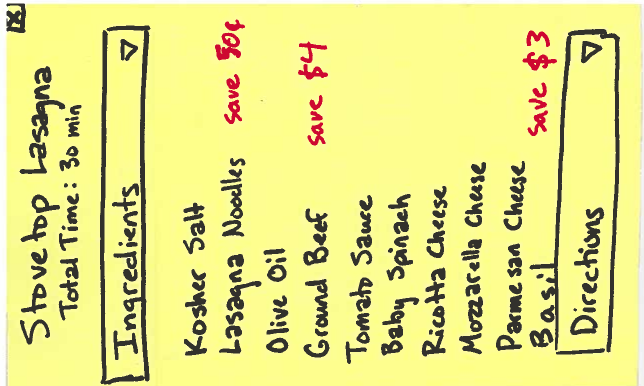 X
Stovetop Lasagna
Total Time: 30 min
Ingredients
Kosher Salt
Lasagna Noodles save 50¢
Olive Oil
Ground Beef save $4
Tomato Sauce
Baby Spinach
Ricotta Cheese
Mozzarella Cheese
Parmesan Cheese
Basil save $3
Directions